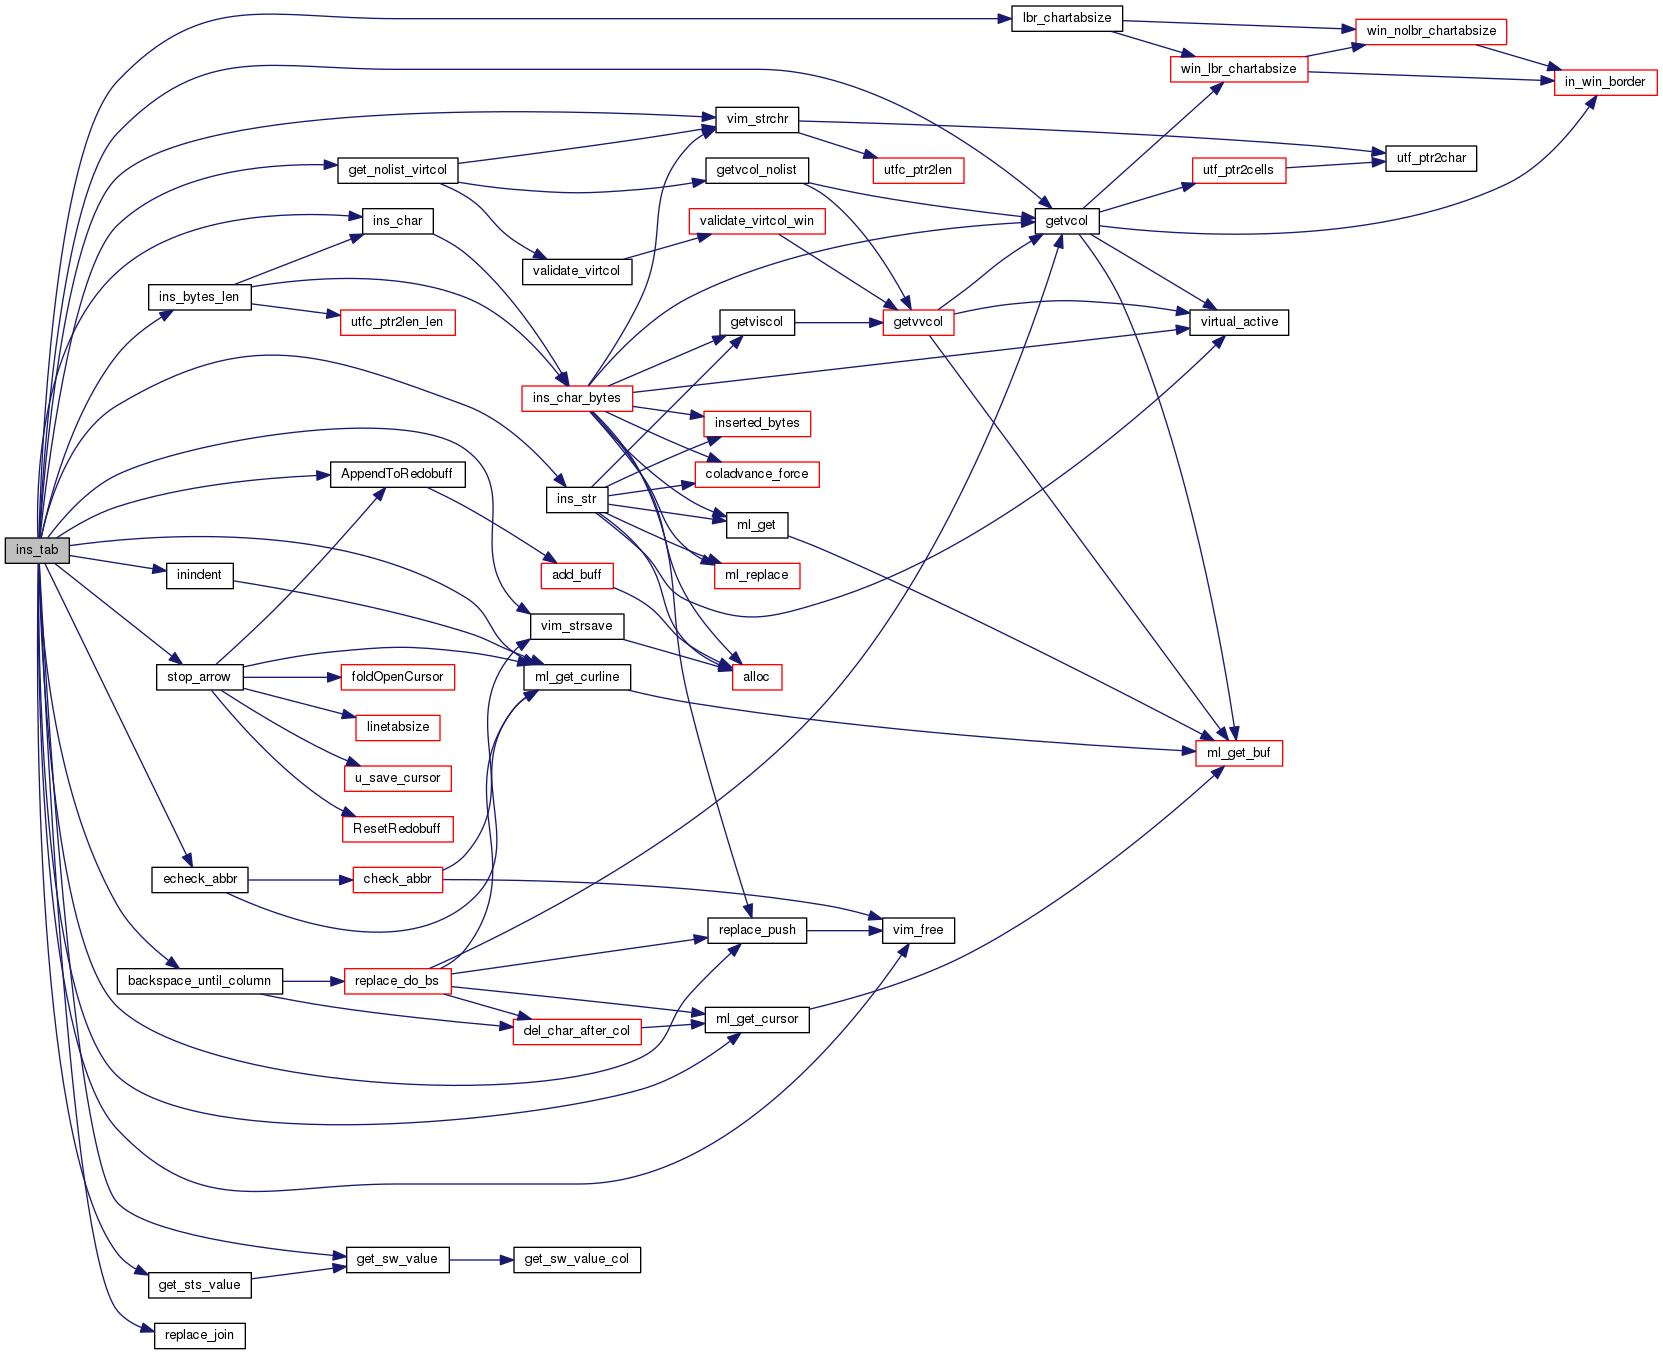 lbr_chartabsize
win_nolbr_chartabsize
win_lbr_chartabsize
in_win_border
vim_strchr
utf_ptr2char
get_nolist_virtcol
getvcol_nolist
utfc_ptr2len
utf_ptr2cells
ins_char
validate_virtcol_win
getvcol
validate_virtcol
ins_bytes_len
utfc_ptr2len_len
getviscol
getvvcol
virtual_active
ins_char_bytes
inserted_bytes
AppendToRedobuff
coladvance_force
ins_str
ml_get
ins_tab
inindent
add_buff
ml_replace
vim_strsave
stop_arrow
foldOpenCursor
ml_get_curline
alloc
linetabsize
ml_get_buf
u_save_cursor
ResetRedobuff
echeck_abbr
check_abbr
replace_push
vim_free
backspace_until_column
replace_do_bs
ml_get_cursor
del_char_after_col
get_sw_value
get_sw_value_col
get_sts_value
replace_join